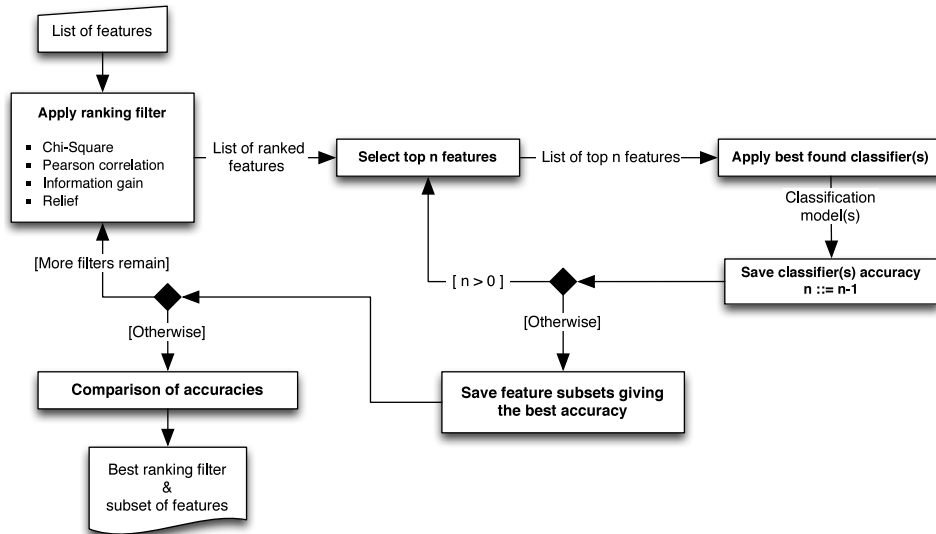 List of features
Apply ranking filter
▪ Chi-Square
▪ Pearson correlation
▪ Information gain
▪ Relief
List of ranked
features
Select top n features
List of top n features
Apply best found classifier(s)
Classification
model(s)
Save classifier(s) accuracy
n ::= n-1
[ n > 0 ]
[Otherwise]
Save feature subsets giving
the best accuracy
[More filters remain]
[Otherwise]
Comparison of accuracies
Best ranking filter
&
subset of features